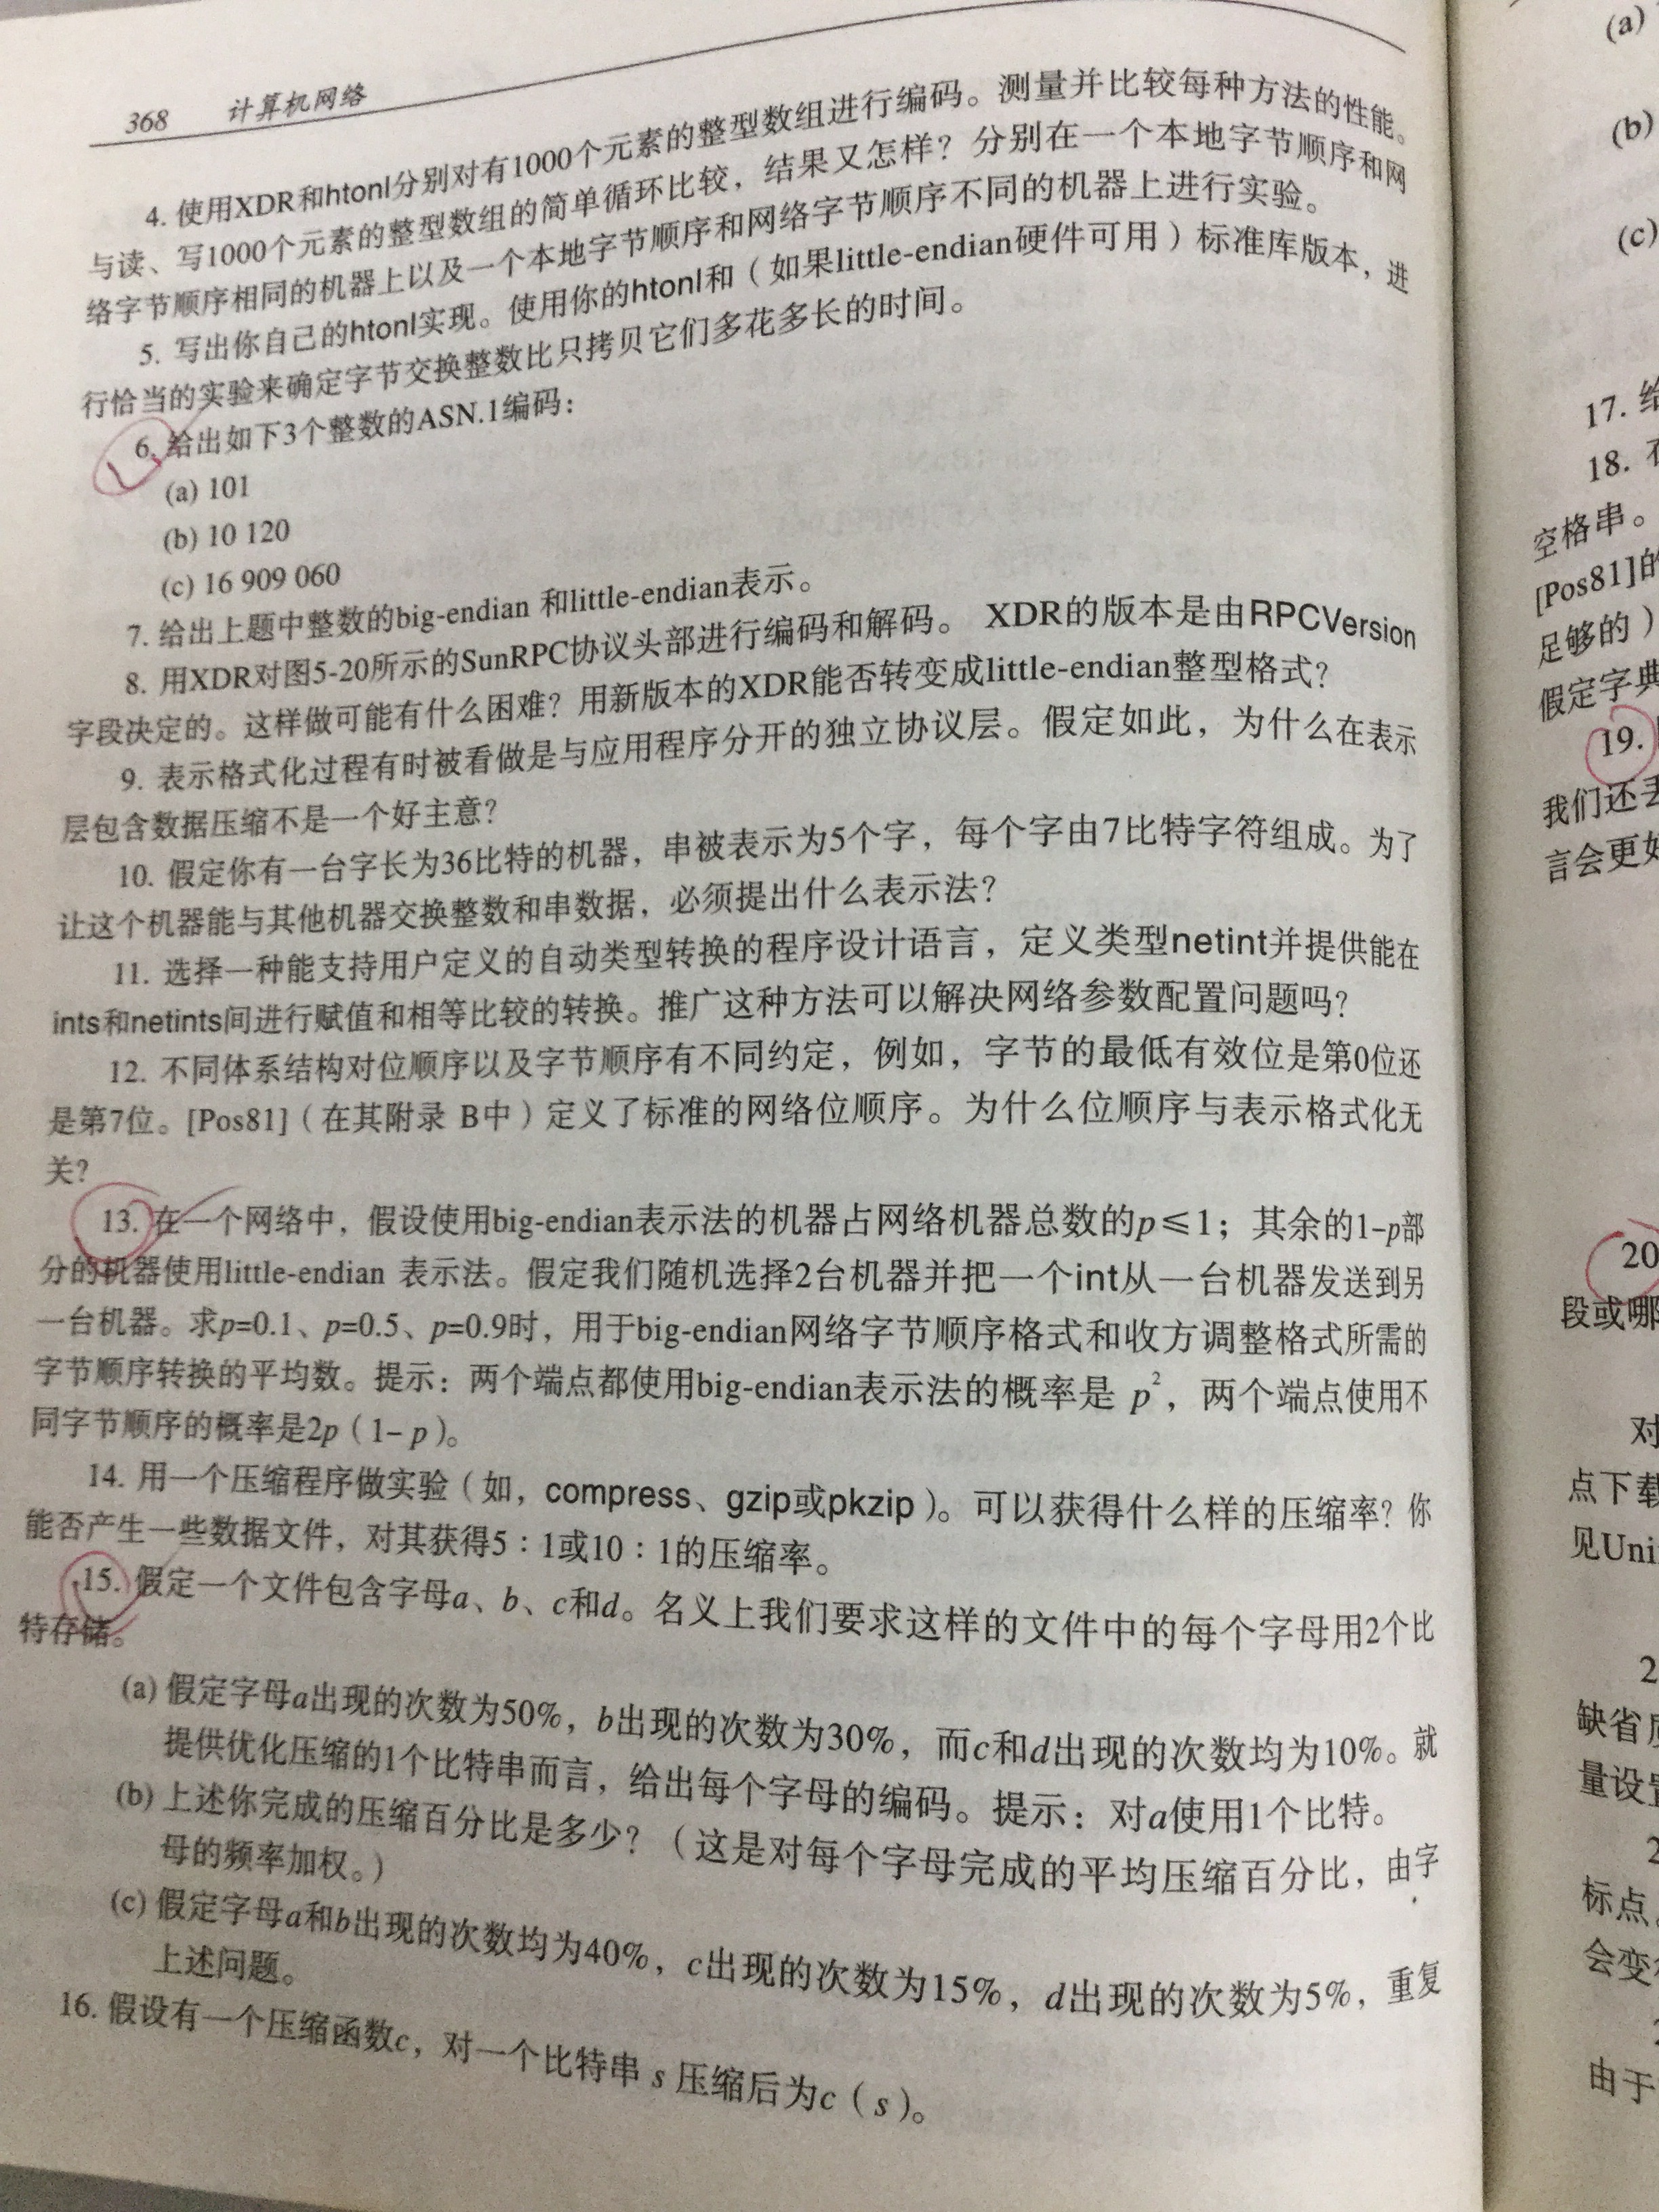 368 计算机网络
4. 使用XDR和htonl分别对有1000个元素的整型数组进行编码。测量并比较每种方法的性能。
与读、写1000个元素的整型数组的简单循环比较，结果又怎样？分别在一个本地字节顺序和网
络字节顺序相同的机器上以及一个本地字节顺序和网络字节顺序不同的机器上进行实验。
5. 写出你自己的htonl实现。使用你的htonl和（如果little-endian硬件可用）标准库版本，进
行恰当的实验来确定字节交换整数比只拷贝它们多花多长的时间。
6. 给出如下3个整数的ASN.1编码：
(a) 101
(b) 10 120
(c) 16 909 060
7. 给出上题中整数的big-endian 和little-endian表示。
8. 用XDR对图5-20所示的SunRPC协议头部进行编码和解码。 XDR的版本是由RPCVersion
字段决定的。这样做可能有什么困难？用新版本的XDR能否转变成little-endian整型格式？
9. 表示格式化过程有时被看做是与应用程序分开的独立协议层。假定如此，为什么在表示
层包含数据压缩不是一个好主意？
10. 假定你有一台字长为36比特的机器，串被表示为5个字，每个字由7比特字符组成。为了
让这个机器能与其他机器交换整数和串数据，必须提出什么表示法？
11. 选择一种能支持用户定义的自动类型转换的程序设计语言，定义类型netint并提供能在
ints和netints间进行赋值和相等比较的转换。推广这种方法可以解决网络参数配置问题吗？
12. 不同体系结构对位顺序以及字节顺序有不同约定，例如，字节的最低有效位是第0位还
是第7位。[Pos81]（在其附录 B中）定义了标准的网络位顺序。为什么位顺序与表示格式化无
关？
13. 在一个网络中，假设使用big-endian表示法的机器占网络机器总数的p≤1；其余的1-p部
分的机器使用little-endian 表示法。假定我们随机选择2台机器并把一个int从一台机器发送到另
一台机器。求p=0.1、p=0.5、p=0.9时，用于big-endian网络字节顺序格式和收方调整格式所需的
字节顺序转换的平均数。提示：两个端点都使用big-endian表示法的概率是 p²，两个端点使用不
同字节顺序的概率是2p（1- p）。
14. 用一个压缩程序做实验（如，compress、gzip或pkzip）。可以获得什么样的压缩率？你
能否产生一些数据文件，对其获得5：1或10：1的压缩率。
15. 假定一个文件包含字母a、b、c和d。名义上我们要求这样的文件中的每个字母用2个比
特存储。
(a) 假定字母a出现的次数为50%，b出现的次数为30%，而c和d出现的次数均为10%。就
提供优化压缩的1个比特串而言，给出每个字母的编码。提示：对a使用1个比特。
(b) 上述你完成的压缩百分比是多少？（这是对每个字母完成的平均压缩百分比，由字
母的频率加权。）
(c) 假定字母a和b出现的次数均为40%，c出现的次数为15%，d出现的次数为5%，重复
上述问题。
16. 假设有一个压缩函数c，对一个比特串 s 压缩后为c（s）。
(a)
(b)
(c)
17. 给
18.
空格串。
[Pos81]的
足够的）
假定字典
19.
我们还丢
言会更好
20
段或哪
对
点下载
见Uni
2
缺省
量设置
2
标点
会变
由于